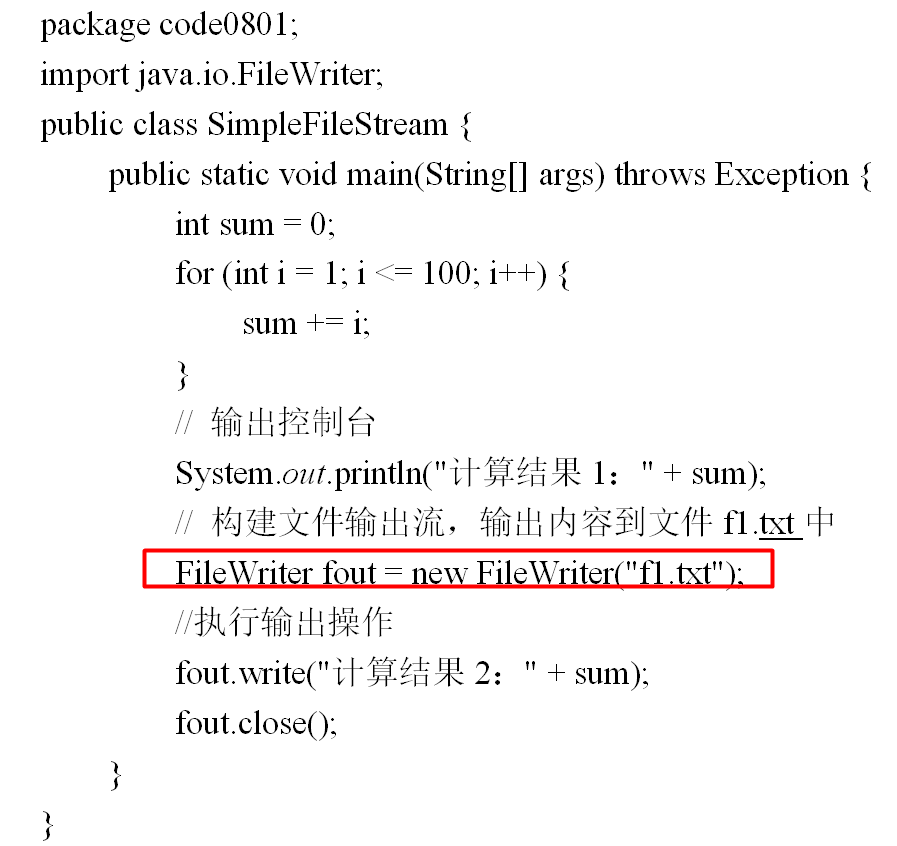 package code0801;
import java.io.FileWriter;
public class SimpleFileStream {
public static void main(String[] args) throws Exception {
int sum = 0;
for (int i = 1; i <= 100; i++) {
sum += i;
}
// 输出控制台
System.out.println("计算结果 1：" + sum);
// 构建文件输出流，输出内容到文件 f1.txt 中
FileWriter fout = new FileWriter("f1.txt");
//执行输出操作
fout.write("计算结果 2：" + sum);
fout.close();
}
}